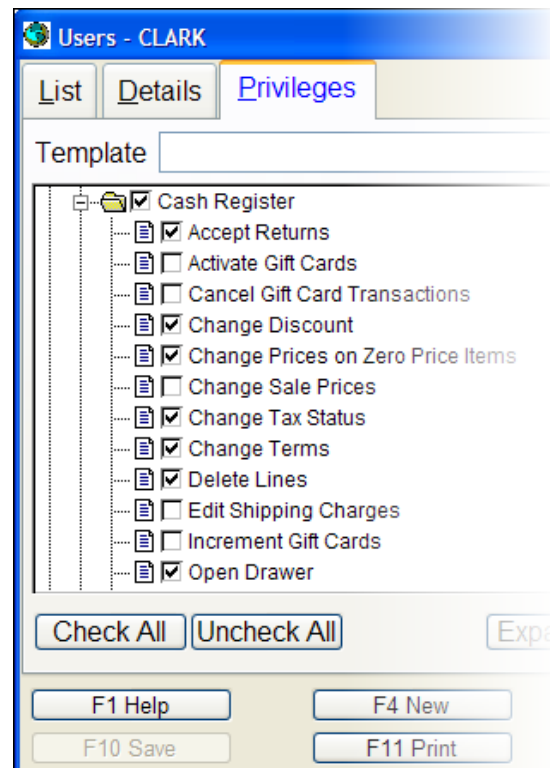 Users - CLARK
List Details Privileges
Template
Cash Register
Accept Returns
Activate Gift Cards
Cancel Gift Card Transactions
Change Discount
Change Prices on Zero Price Items
Change Sale Prices
Change Tax Status
Change Terms
Delete Lines
Edit Shipping Charges
Increment Gift Cards
Open Drawer
Check All Uncheck All Expa
F1 Help F4 New
F10 Save F11 Print